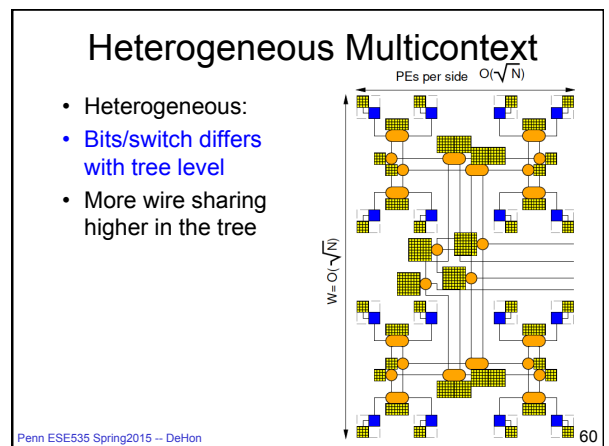 Heterogeneous Multicontext
• Heterogeneous:
• Bits/switch differs
with tree level
• More wire sharing
higher in the tree
PEs per side O(√N)
W= O(√N)
Penn ESE535 Spring2015 -- DeHon
60